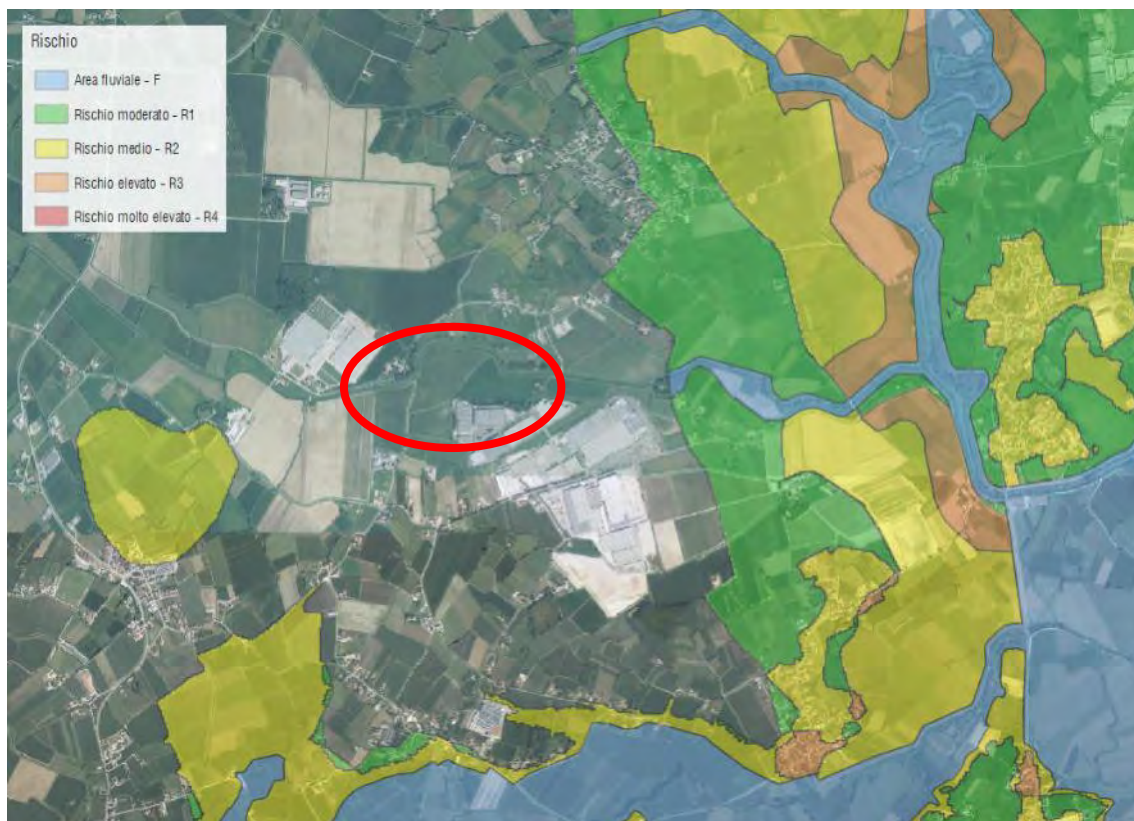 Rischio
Area fluviale - F
Rischio moderato - R1
Rischio medio - R2
Rischio elevato - R3
Rischio molto elevato - R4